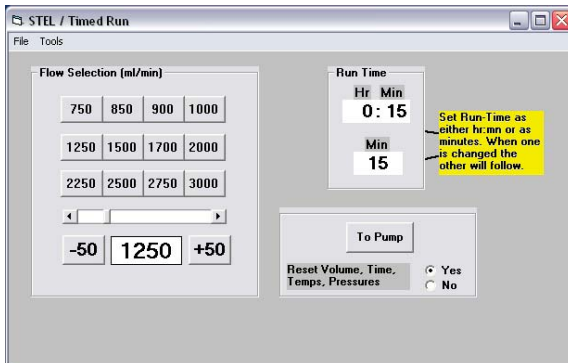 STEL / Timed Run
File Tools
Flow Selection (ml/min)
750 850 900 1000
1250 1500 1700 2000
2250 2500 2750 3000
-50 1250 +50
Run Time
Hr Min
0: 15
Min
15
Set Run-Time as
either hr:mn or as
minutes. When one
is changed the
other will follow.
To Pump
Reset Volume, Time,
Temps, Pressures
Yes
No